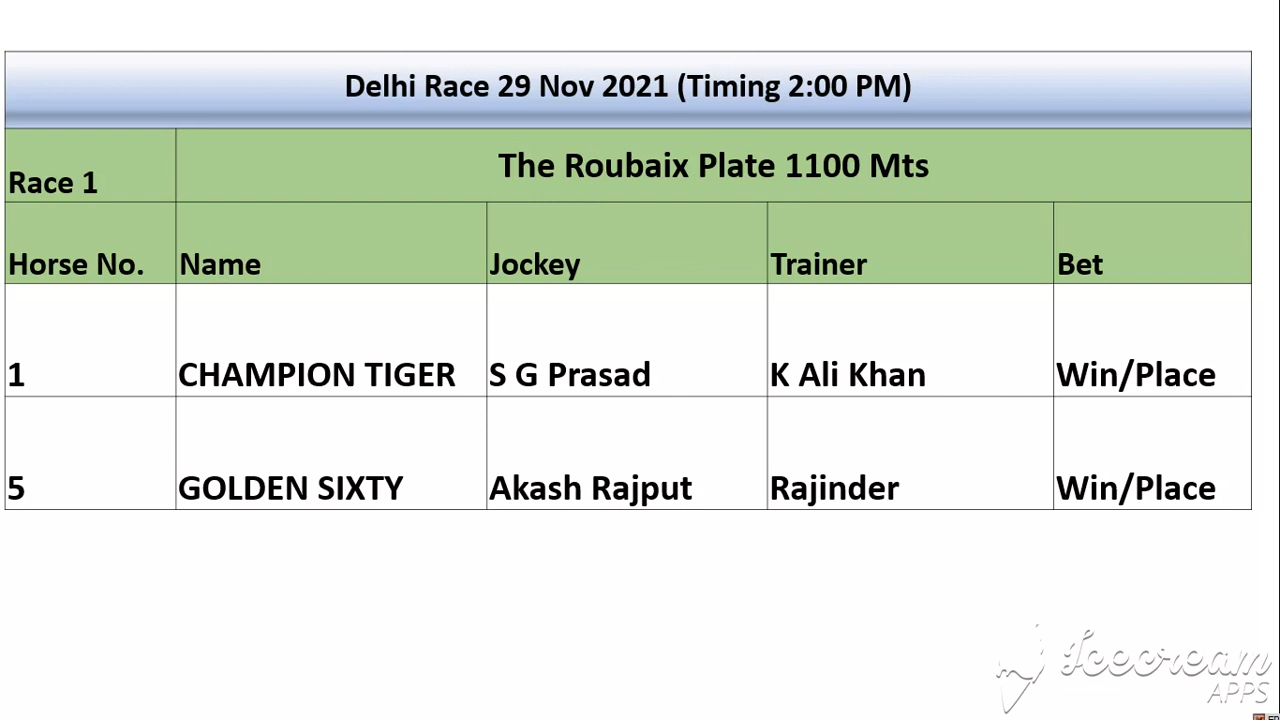 Delhi Race 29 Nov 2021 (Timing 2:00 PM)
Race 1 The Roubaix Plate 1100 Mts
Horse No. Name Jockey Trainer Bet
1 CHAMPION TIGER S G Prasad K Ali Khan Win/Place
5 GOLDEN SIXTY Akash Rajput Rajinder Win/Place
Icecream
APPS